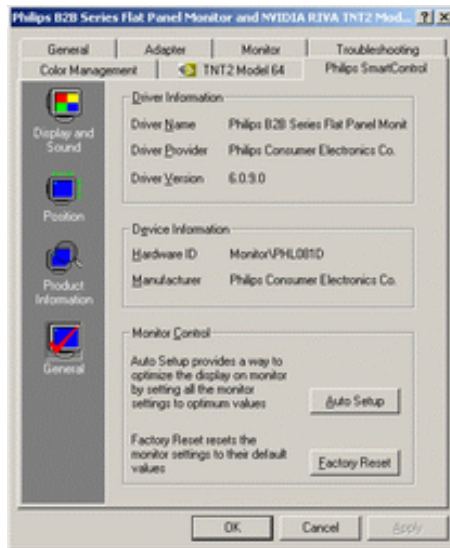 Philips B2B Series Flat Panel Monitor and NVIDIA RIVA TNT2 Mod...
General Adapter Monitor Troubleshooting
Color Management TNT2 Model 64 Philips SmartControl
Display and
Sound
Position
Product
Information
General
Driver Information
Driver Name Philips B2B Series Flat Panel Monit
Driver Provider Philips Consumer Electronics Co.
Driver Version 6.0.9.0
Device Information
Hardware ID Monitor\PHL081D
Manufacturer Philips Consumer Electronics Co.
Monitor Control
Auto Setup provides a way to
optimize the display on monitor
by setting all the monitor
settings to optimum values
Auto Setup
Factory Reset resets the
monitor settings to their default
values
Factory Reset
OK Cancel Apply